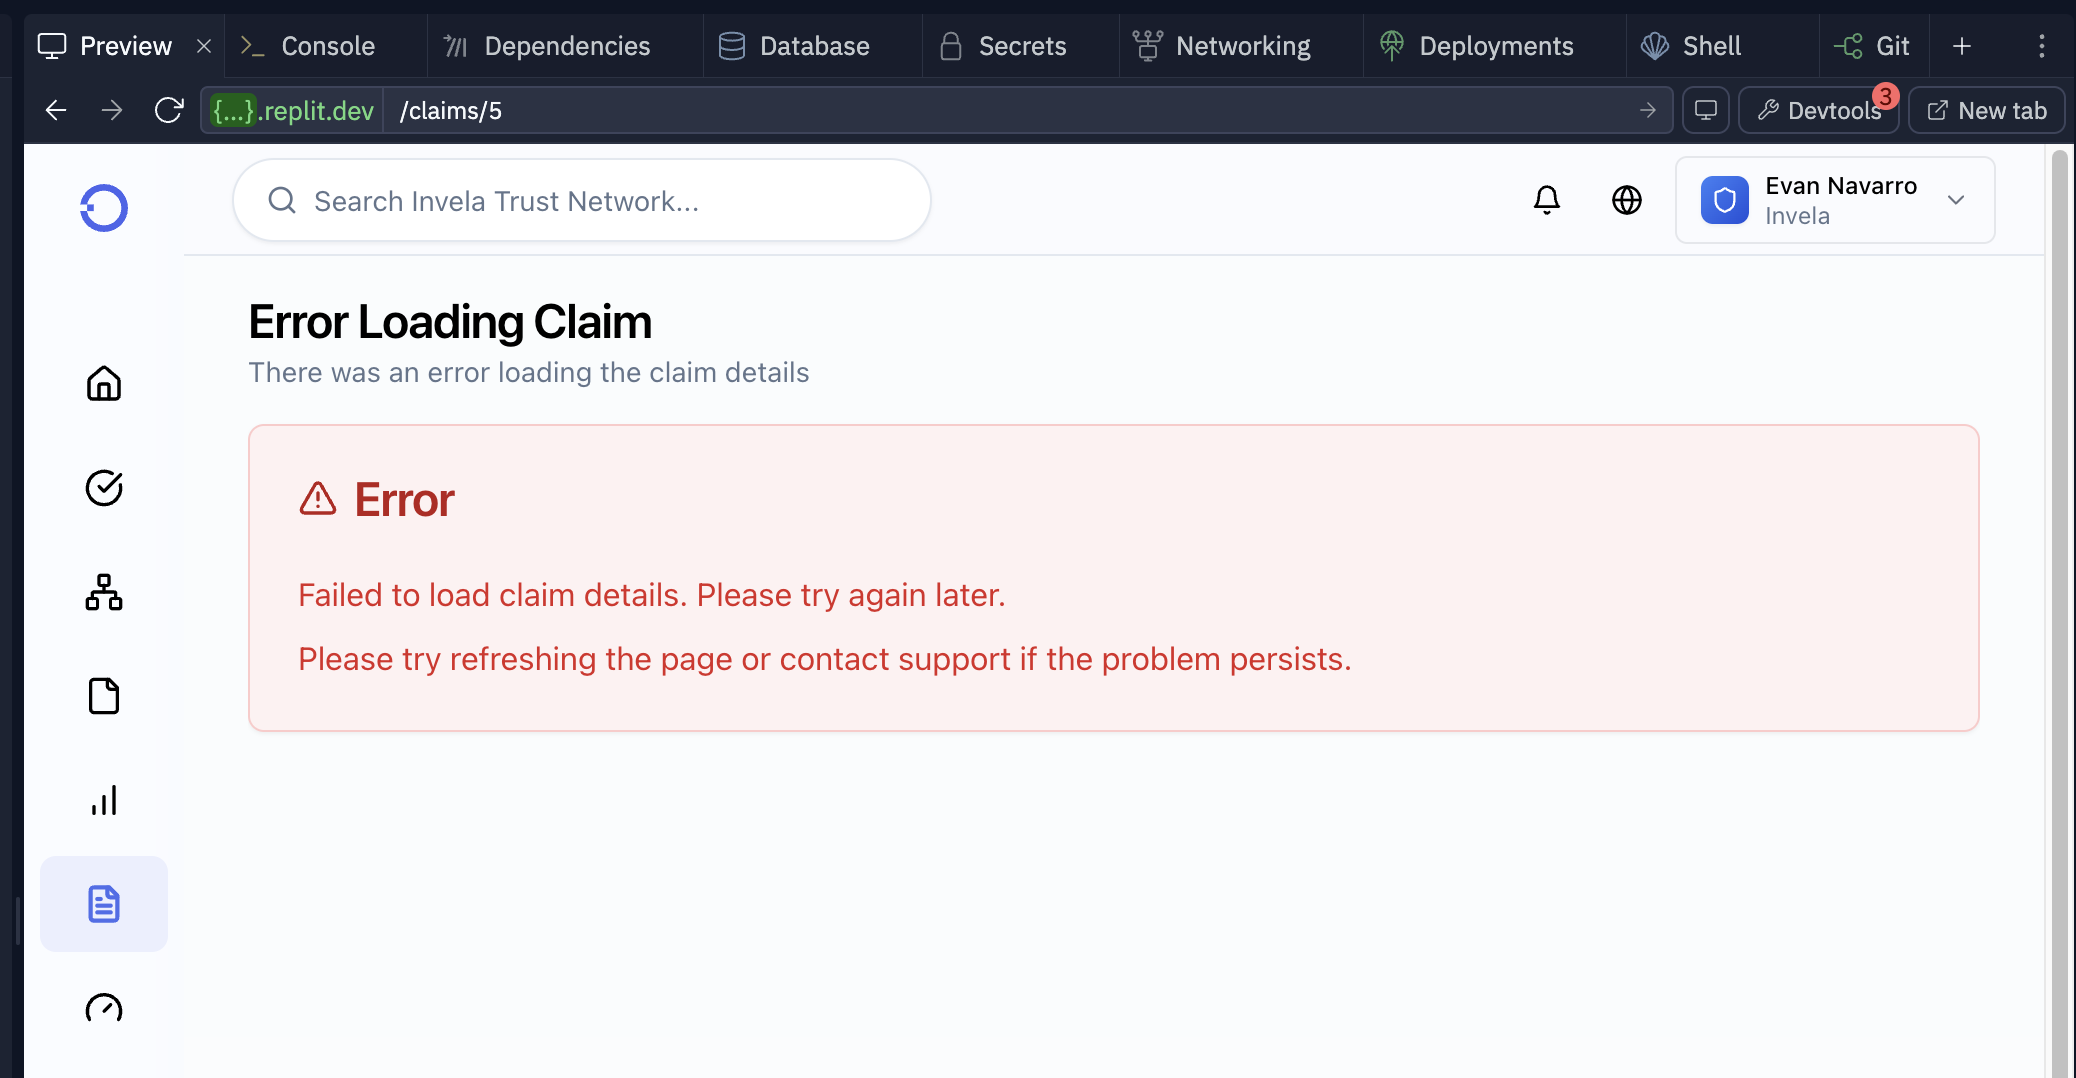 Preview
Console
Dependencies
Database
Secrets
Networking
Deployments
Shell
Git
{...}.replit.dev
/claims/5
Devtools
3
New tab
Search Invela Trust Network...
Evan Navarro
Invela
Error Loading Claim
There was an error loading the claim details
Error
Failed to load claim details. Please try again later.
Please try refreshing the page or contact support if the problem persists.